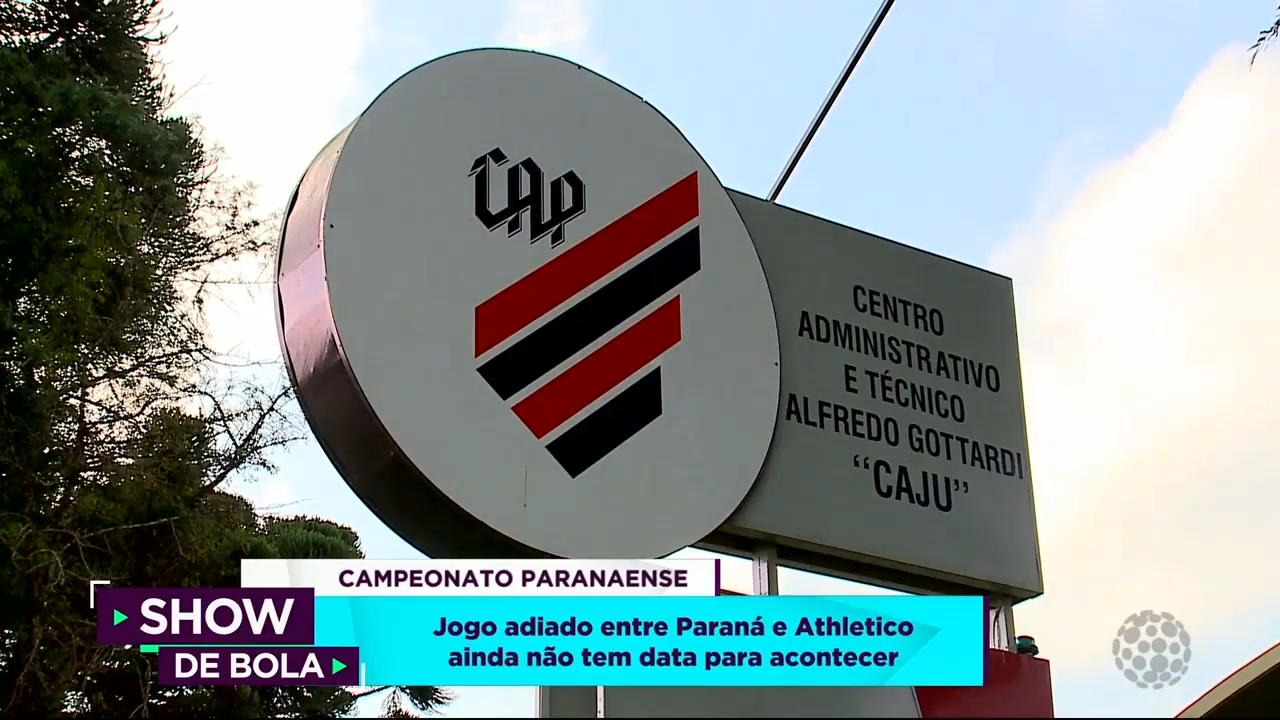 CAP
CENTRO
ADMINISTRATIVO
E TÉCNICO
ALFREDO GOTTARDI
“CAJU”
CAMPEONATO PARANAENSE
SHOW
DE BOLA
Jogo adiado entre Paraná e Athletico
ainda não tem data para acontecer